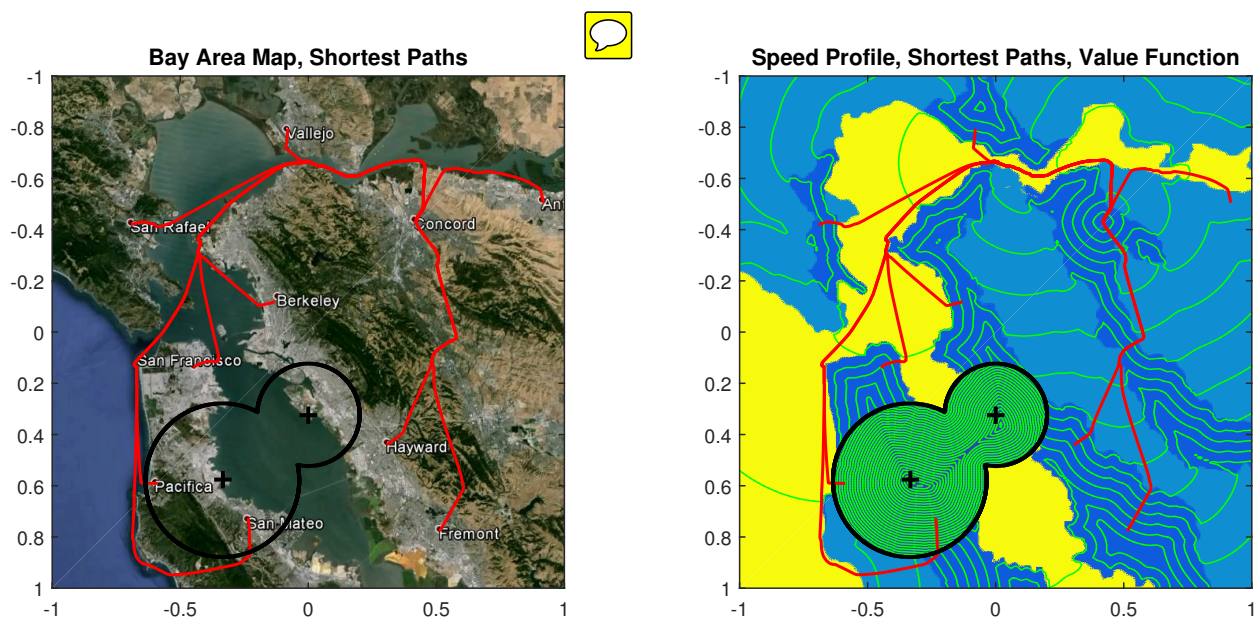 Bay Area Map, Shortest Paths
-1
-0.8
-0.6
-0.4
-0.2
0
0.2
0.4
0.6
0.8
1
-1
-0.5
0
0.5
1
Vallejo
San Rafael
Concord
Ant
Berkeley
San Francisco
Hayward
Pacifica
San Mateo
Fremont
Speed Profile, Shortest Paths, Value Function
-1
-0.8
-0.6
-0.4
-0.2
0
0.2
0.4
0.6
0.8
1
-1
-0.5
0
0.5
1